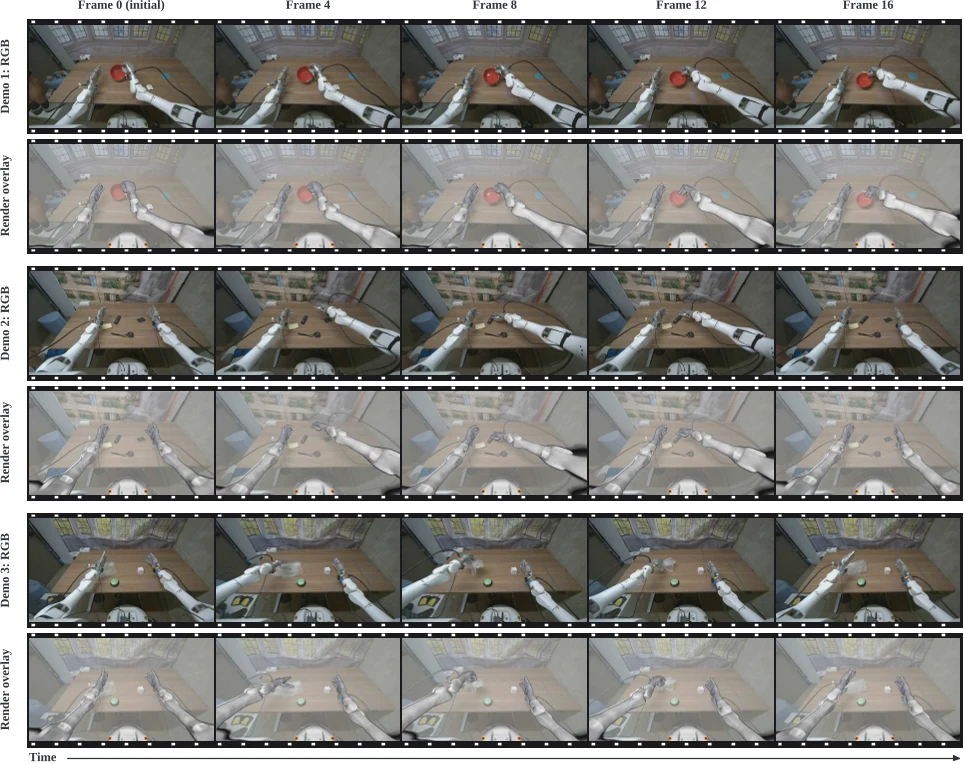 Frame 0 (initial) Frame 4 Frame 8 Frame 12 Frame 16
Demo 1: RGB
Render overlay
Demo 2: RGB
Render overlay
Demo 3: RGB
Render overlay
Time